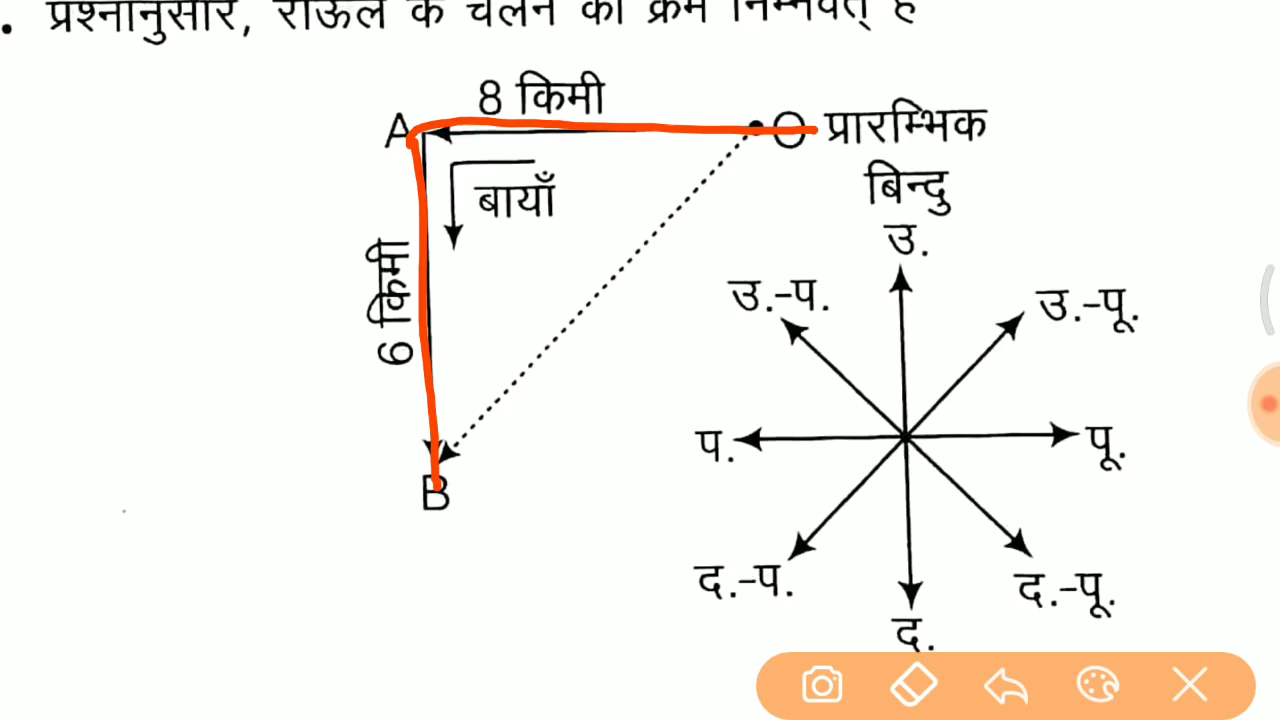 . प्रश्नानुसार, राऊल के चलने का क्रम निम्नवत् है
8 किमी
A
O प्रारम्भिक
बिन्दु
बायाँ
6 किमी
B
उ.
उ.-प.
उ.-पू.
प.
पू.
द.-प.
द.-पू.
द.